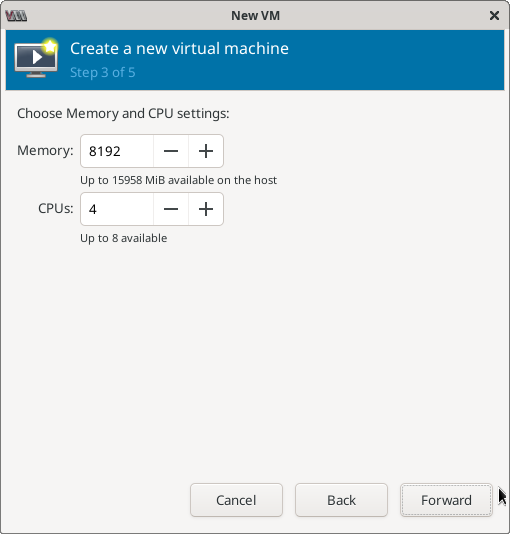 New VM
Create a new virtual machine
Step 3 of 5
Choose Memory and CPU settings:
Memory: 8192
Up to 15958 MiB available on the host
CPUs: 4
Up to 8 available
Cancel Back Forward